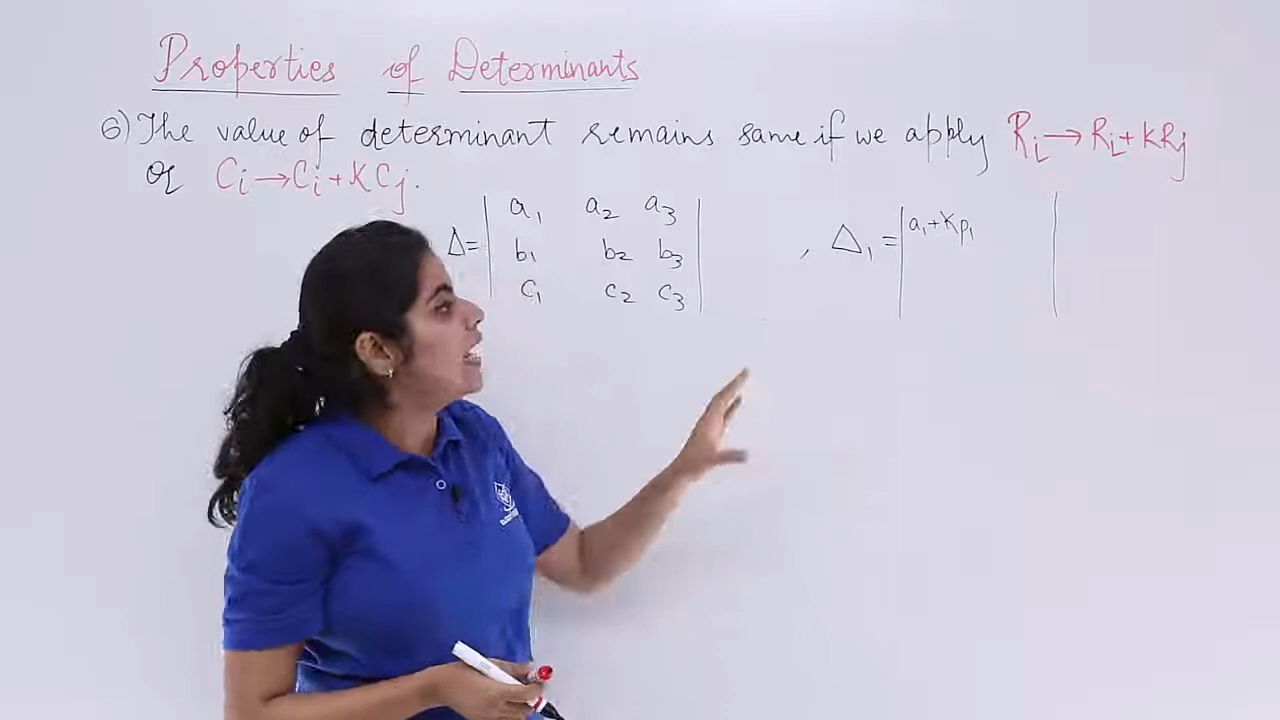 Properties of Determinants
6) The value of determinant remains same if we apply Ri→Ri+KRj
or Ci→Ci+KCj.
Δ= | a1 a2 a3 | , Δ1 = | a1+Kp1 |
b1 b2 b3
c1 c2 c3